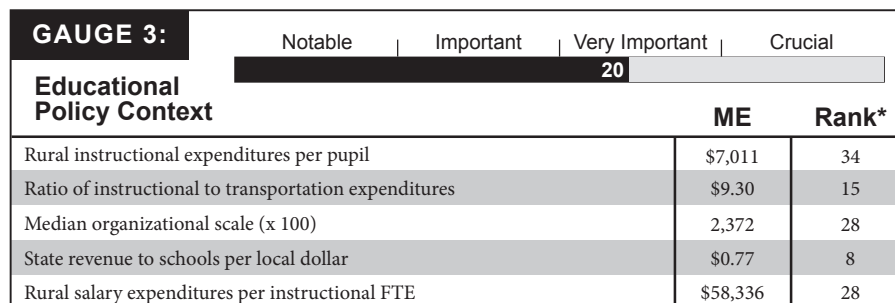 GAUGE 3:
Notable | Important | Very Important | Crucial
20
Educational
Policy Context
ME Rank*
Rural instructional expenditures per pupil $7,011 34
Ratio of instructional to transportation expenditures $9.30 15
Median organizational scale (x 100) 2,372 28
State revenue to schools per local dollar $0.77 8
Rural salary expenditures per instructional FTE $58,336 28